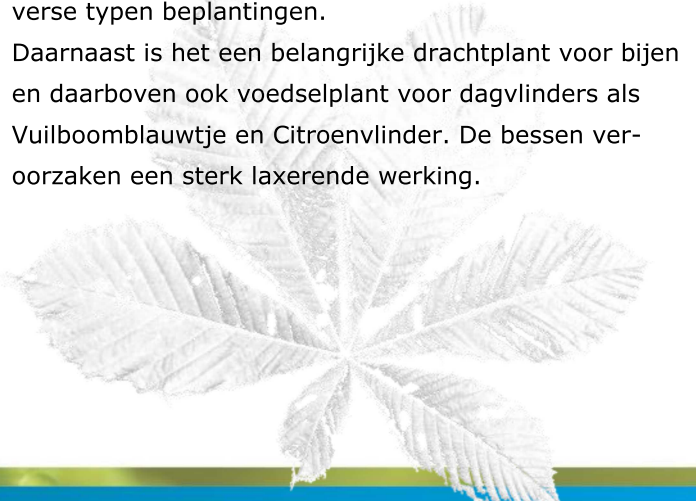 verse typen beplantingen.
Daarnaast is het een belangrijke drachtplant voor bijen
en daarboven ook voedselplant voor dagvlinders als
Vuilboomblauwtje en Citroenvlinder. De bessen ver-
oorzaken een sterk laxerende werking.